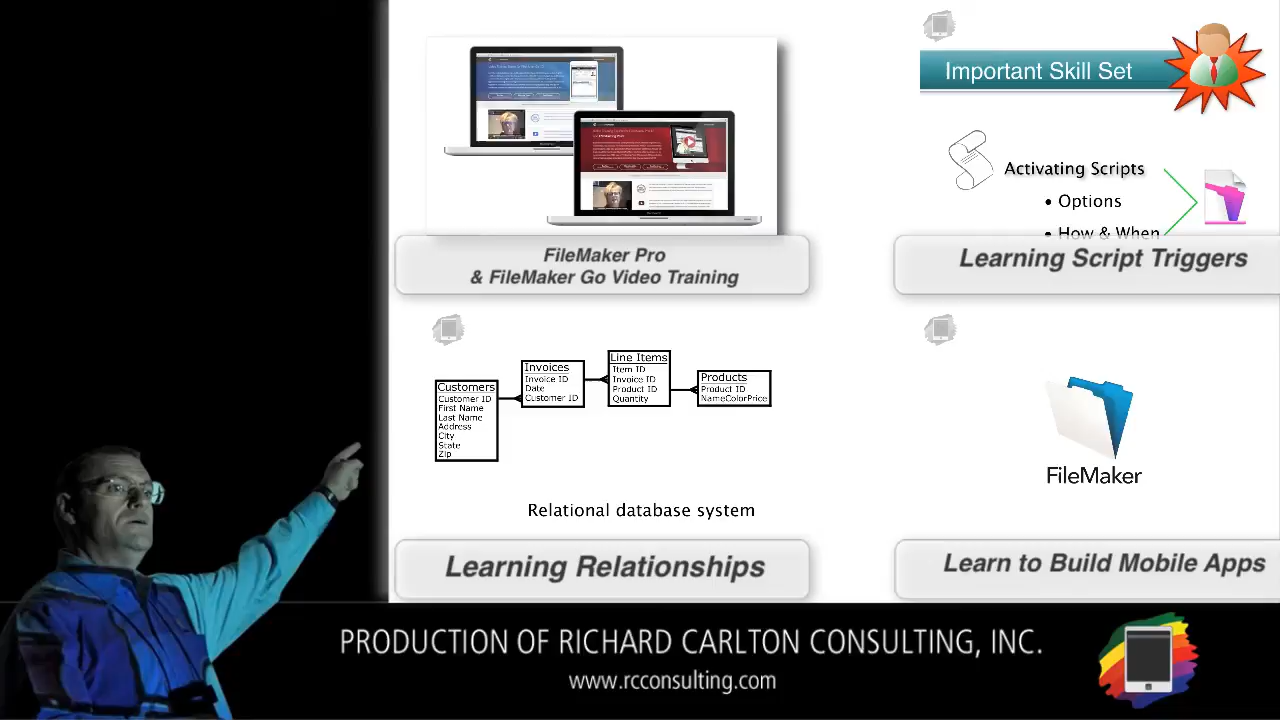 Important Skill Set
Activating Scripts
• Options
• How & When
FileMaker Pro
& FileMaker Go Video Training
Learning Script Triggers
Customers
Customer ID
First Name
Last Name
Address
City
State
Zip
Invoices
Invoice ID
Date
Customer ID
Line Items
Item ID
Invoice ID
Product ID
Quantity
Products
Product ID
NameColorPrice
Relational database system
FileMaker
Learning Relationships
Learn to Build Mobile Apps
PRODUCTION OF RICHARD CARLTON CONSULTING, INC.
www.rcconsulting.com